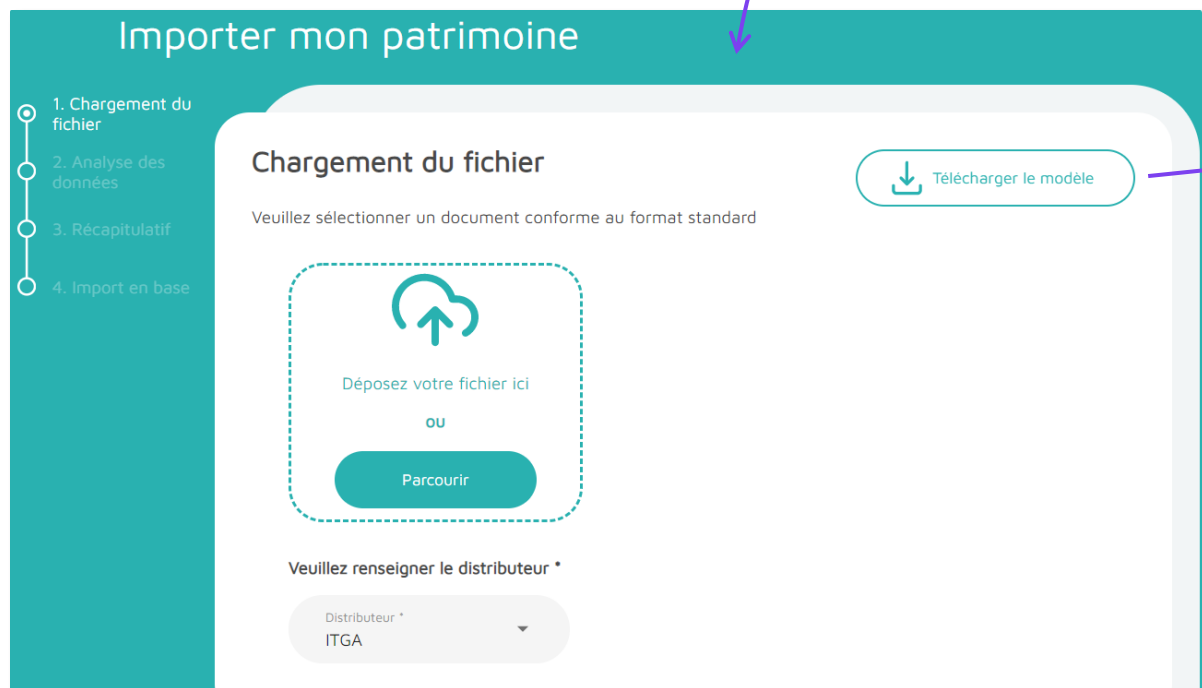 Importer mon patrimoine
1. Chargement du
fichier
2. Analyse des
données
3. Récapitulatif
4. Import en base
Chargement du fichier
Télécharger le modèle
Veuillez sélectionner un document conforme au format standard
Déposez votre fichier ici
ou
Parcourir
Veuillez renseigner le distributeur *
Distributeur *
ITGA